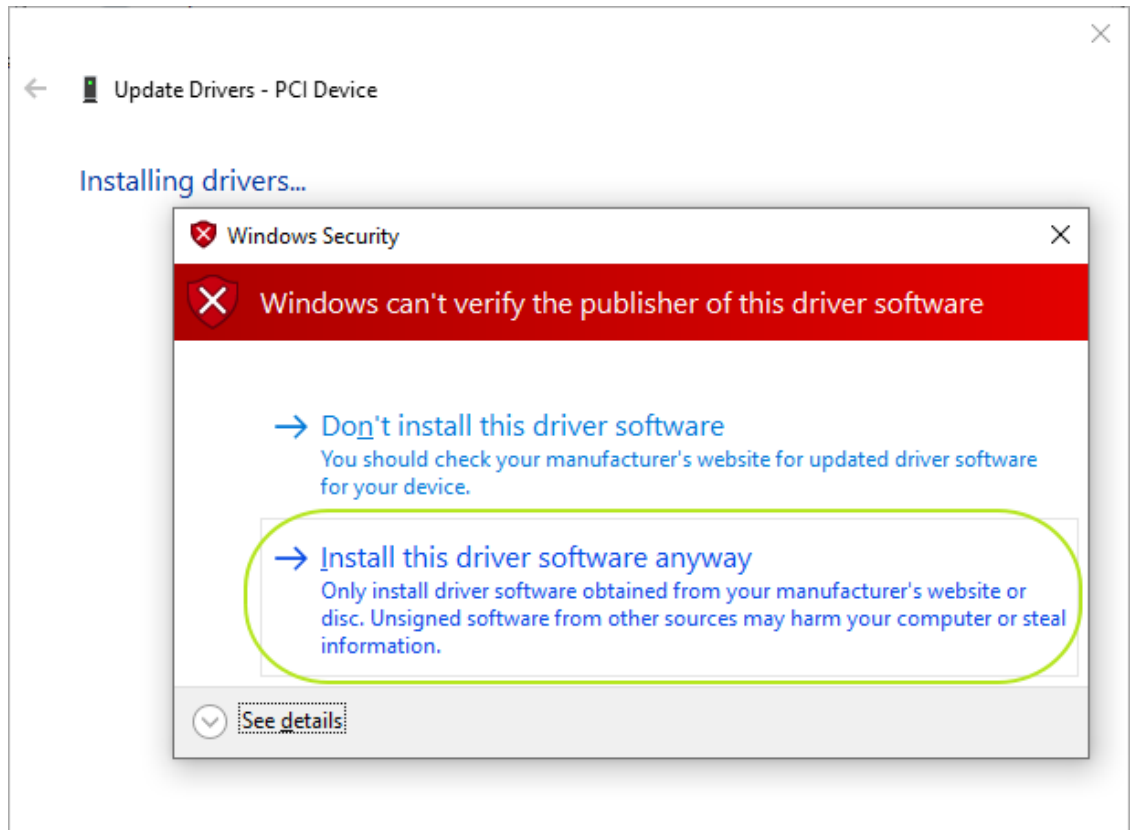 Update Drivers - PCI Device
Installing drivers...
Windows Security
Windows can't verify the publisher of this driver software
Don't install this driver software
You should check your manufacturer's website for updated driver software
for your device.
Install this driver software anyway
Only install driver software obtained from your manufacturer's website or
disc. Unsigned software from other sources may harm your computer or steal
information.
See details